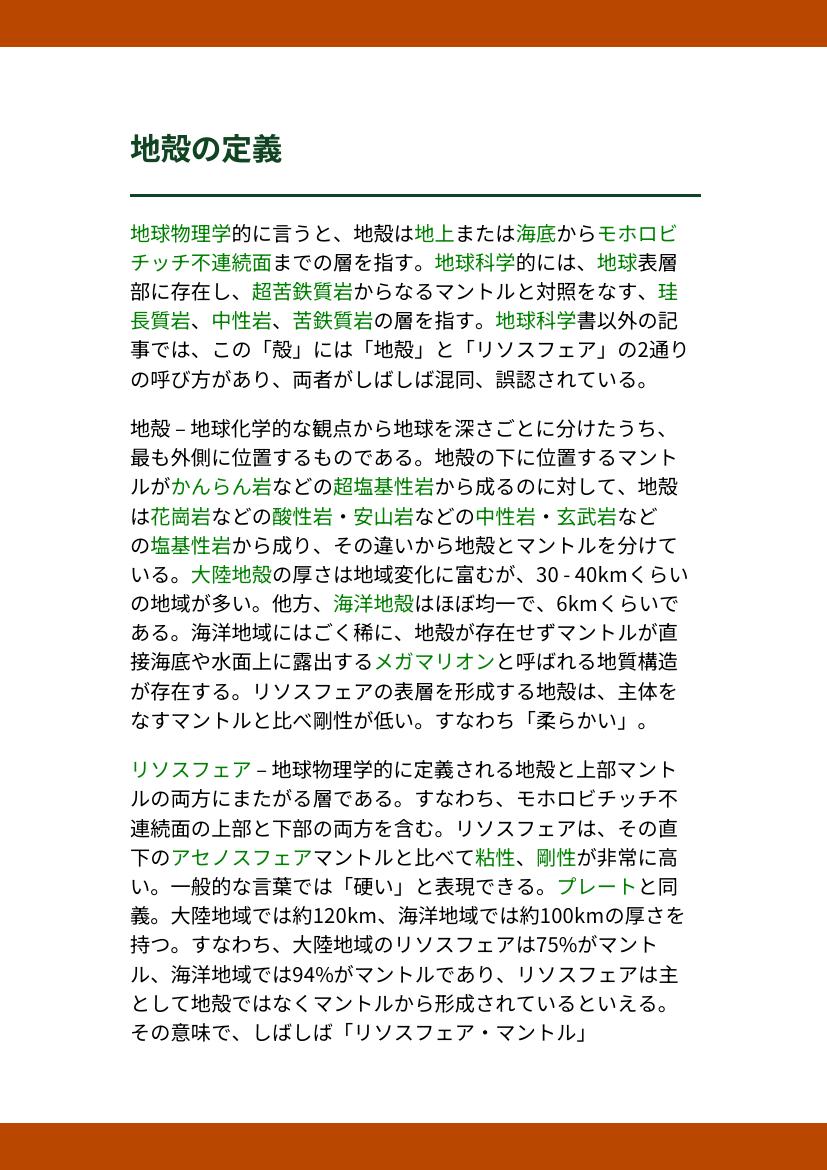 地殻の定義
地球物理学的に言うと、地殻は地上または海底からモホロビ
チッチ不連続面までの層を指す。地球科学的には、地球表層
部に存在し、超苦鉄質岩からなるマントルと対照をなす、珪
長質岩、中性岩、苦鉄質岩の層を指す。地球科学書以外の記
事では、この「殻」には「地殻」と「リソスフェア」の2通り
の呼び方があり、両者がしばしば混同、誤認されている。
地殻 – 地球化学的な観点から地球を深さごとに分けたうち、
最も外側に位置するものである。地殻の下に位置するマント
ルがかんらん岩などの超塩基性岩から成るのに対して、地殻
は花崗岩などの酸性岩・安山岩などの中性岩・玄武岩など
の塩基性岩から成り、その違いから地殻とマントルを分けて
いる。大陸地殻の厚さは地域変化に富むが、30 - 40kmくらい
の地域が多い。他方、海洋地殻はほぼ均一で、6kmくらいで
ある。海洋地域にはごく稀に、地殻が存在せずマントルが直
接海底や水面上に露出するメガマリオンと呼ばれる地質構造
が存在する。リソスフェアの表層を形成する地殻は、主体を
なすマントルと比べ剛性が低い。すなわち「柔らかい」。
リソスフェア – 地球物理学的に定義される地殻と上部マント
ルの両方にまたがる層である。すなわち、モホロビチッチ不
連続面の上部と下部の両方を含む。リソスフェアは、その直
下のアセノスフェアマントルと比べて粘性、剛性が非常に高
い。一般的な言葉では「硬い」と表現できる。プレートと同
義。大陸地域では約120km、海洋地域では約100kmの厚さを
持つ。すなわち、大陸地域のリソスフェアは75%がマント
ル、海洋地域では94%がマントルであり、リソスフェアは主
として地殻ではなくマントルから形成されているといえる。
その意味で、しばしば「リソスフェア・マントル」